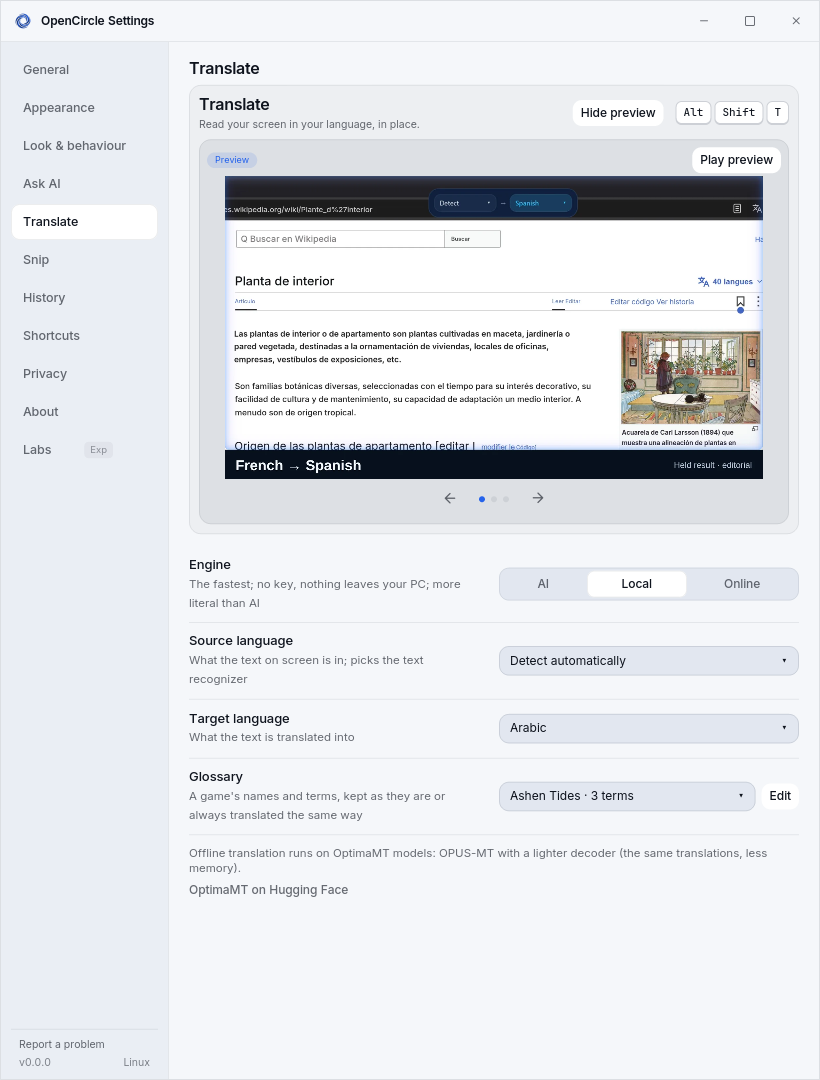 OpenCircle Settings
General
Appearance
Look & behaviour
Ask AI
Translate
Snip
History
Shortcuts
Privacy
About
Labs Exp
Report a problem
v0.0.0 Linux
Translate
Translate
Read your screen in your language, in place.
Hide preview Alt Shift T
Preview Play preview
es.wikipedia.org/wiki/Plante_d%27interior
Detect → Spanish
Buscar en Wikipedia Buscar
Planta de interior 40 langues
Artículo Leer Editar Editar código Ver historia
Las plantas de interior o de apartamento son plantas cultivadas en maceta, jardinería o
pared vegetada, destinadas a la ornamentación de viviendas, locales de oficinas,
empresas, vestíbulos de exposiciones, etc.
Son familias botánicas diversas, seleccionadas con el tiempo para su interés decorativo, su
facilidad de cultura y de mantenimiento, su capacidad de adaptación un medio interior. A
menudo son de origen tropical.
Acuarela de Carl Larsson (1894) que
muestra una alineación de plantas en
Origen de las plantas de apartamento [editar | modifier le Código]
French → Spanish Held result · editorial
Engine
The fastest; no key, nothing leaves your PC; more
literal than AI
AI Local Online
Source language
What the text on screen is in; picks the text
recognizer
Detect automatically
Target language
What the text is translated into
Arabic
Glossary
A game's names and terms, kept as they are or
always translated the same way
Ashen Tides · 3 terms Edit
Offline translation runs on OptimaMT models: OPUS-MT with a lighter decoder (the same translations, less
memory).
OptimaMT on Hugging Face